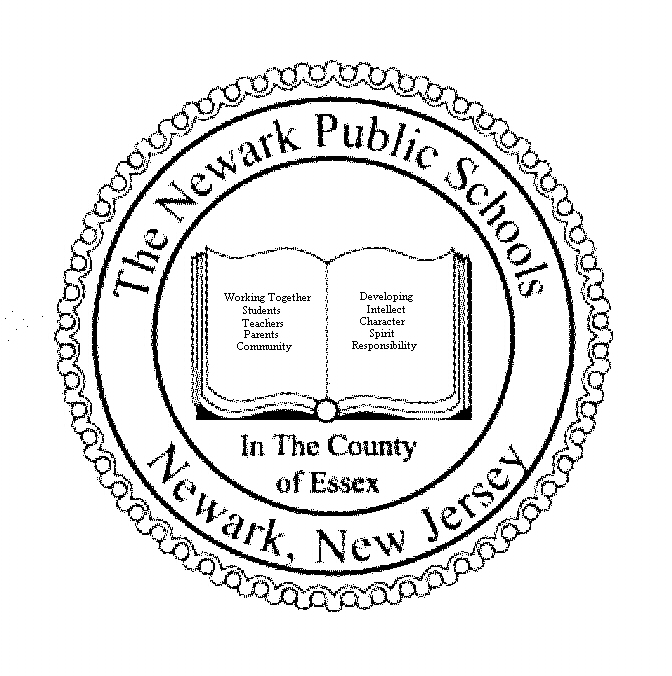 The Newark Public Schools
Working Together
Students
Teachers
Parents
Community
Developing
Intellect
Character
Spirit
Responsibility
In The County
of Essex
Newark, New Jersey